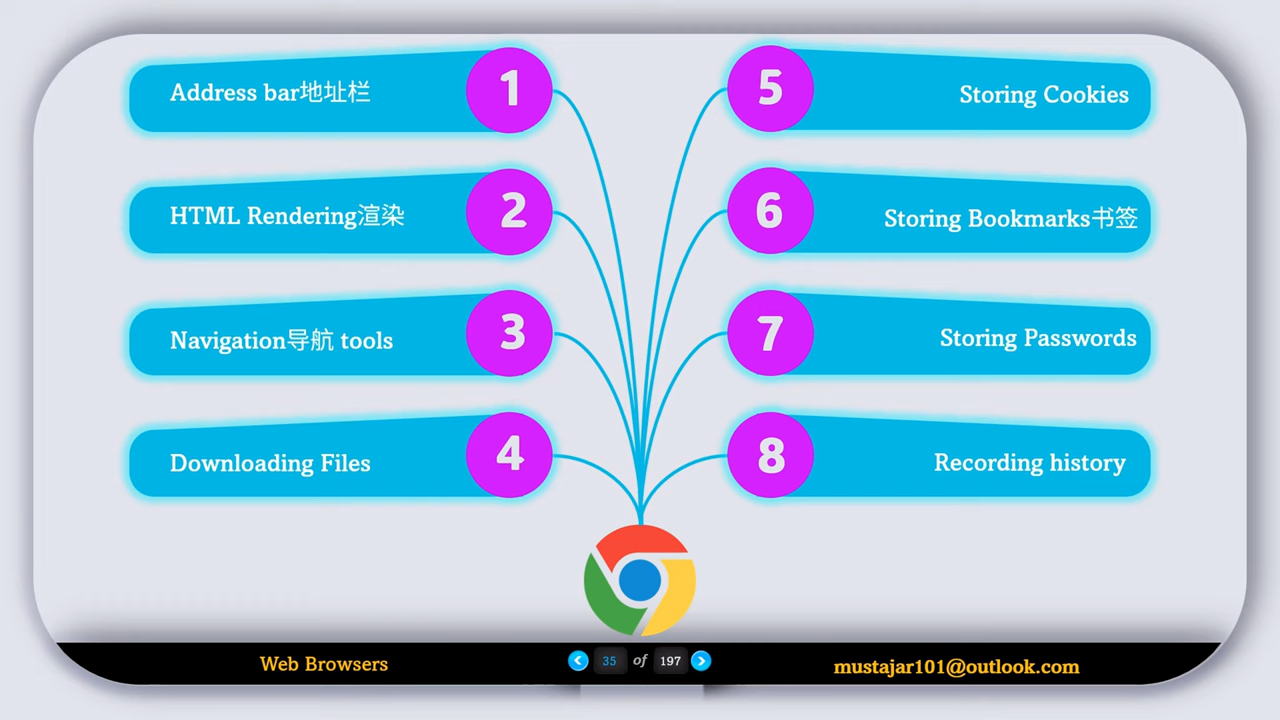 1
Address bar地址栏
2
HTML Rendering渲染
3
Navigation导航 tools
4
Downloading Files
5
Storing Cookies
6
Storing Bookmarks书签
7
Storing Passwords
8
Recording history
Web Browsers
35 of 197
mustajar101@outlook.com